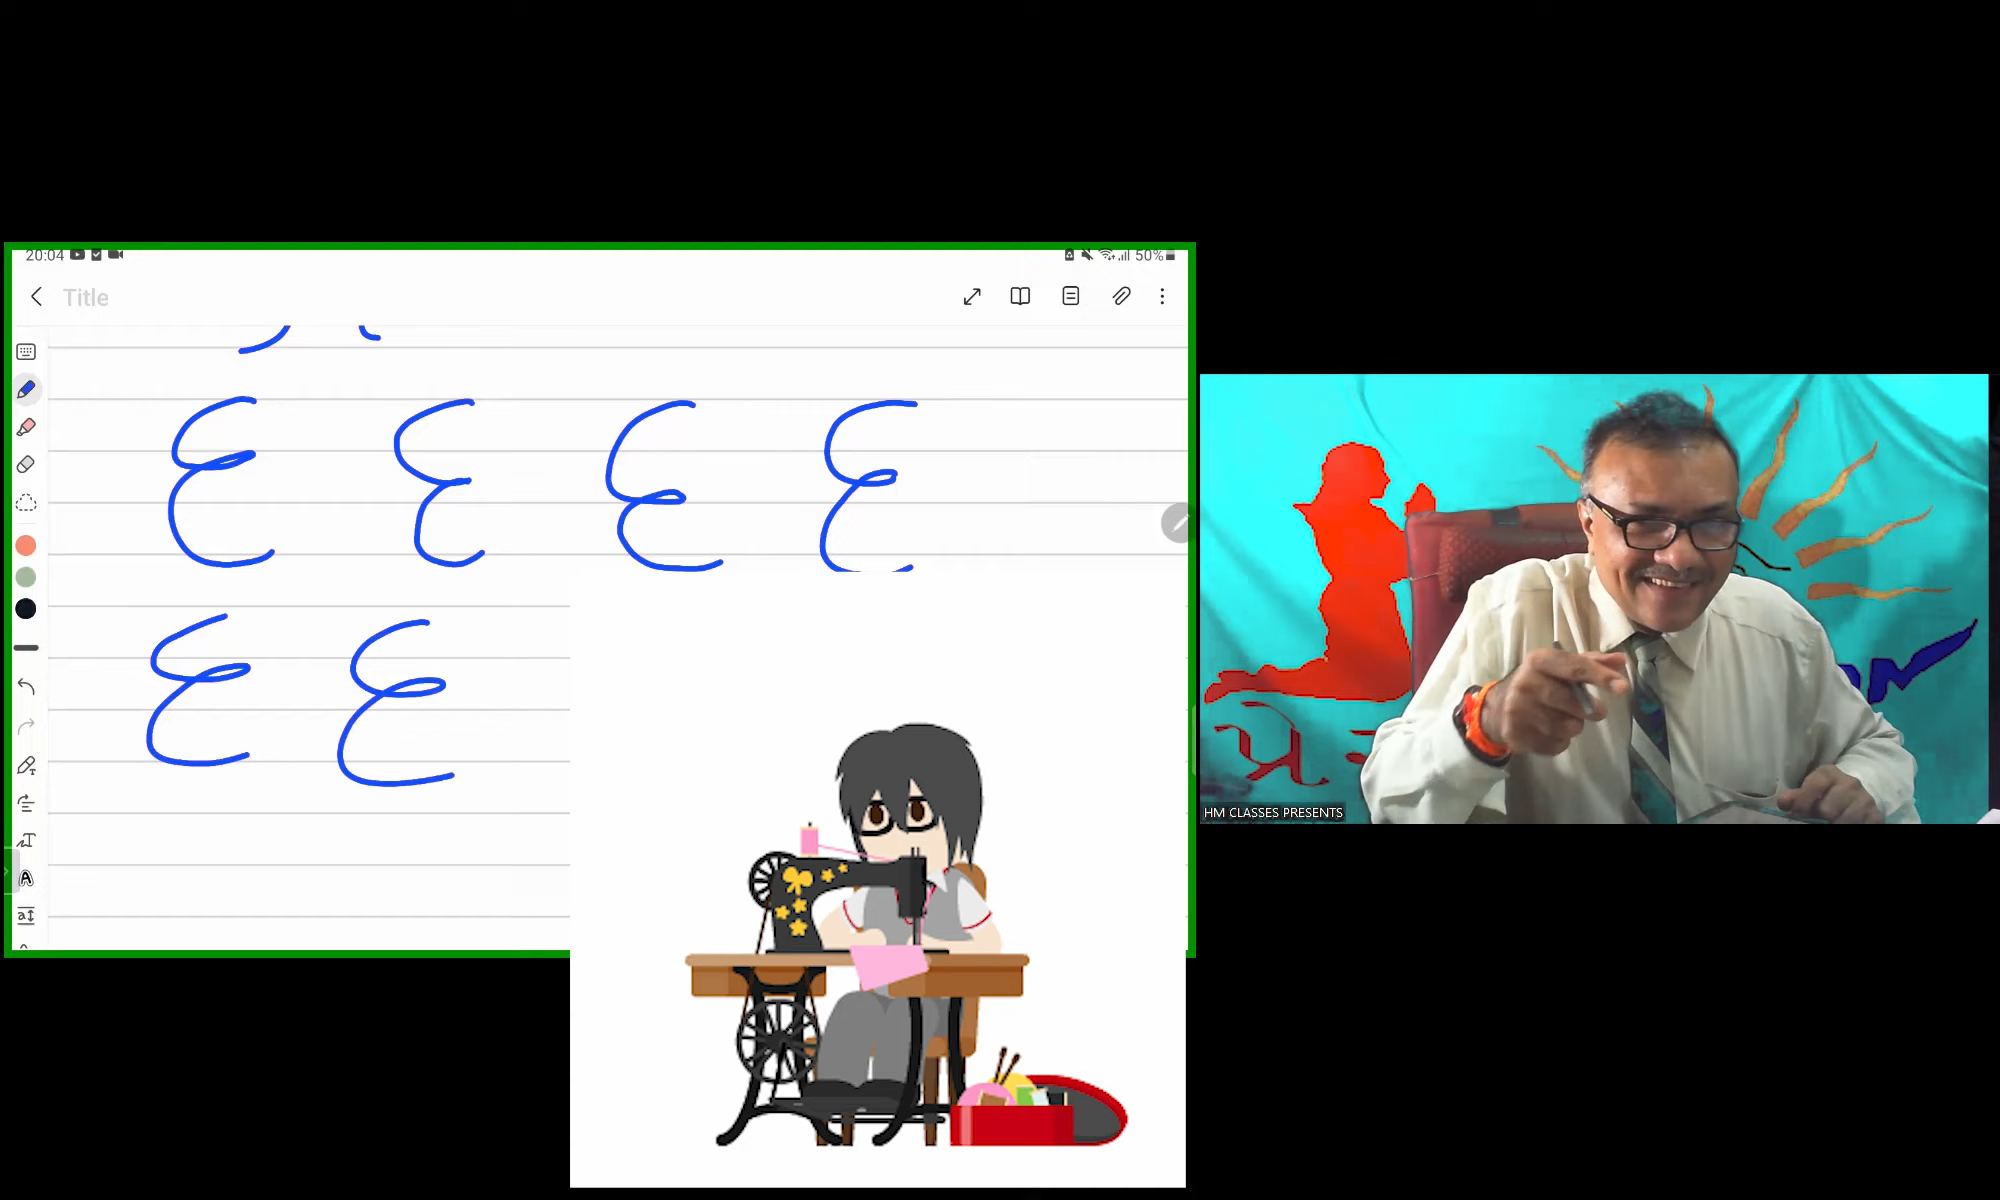 20:04 50%
Title
Ɛ Ɛ Ɛ Ɛ
Ɛ Ɛ
પ્રે
HM CLASSES PRESENTS